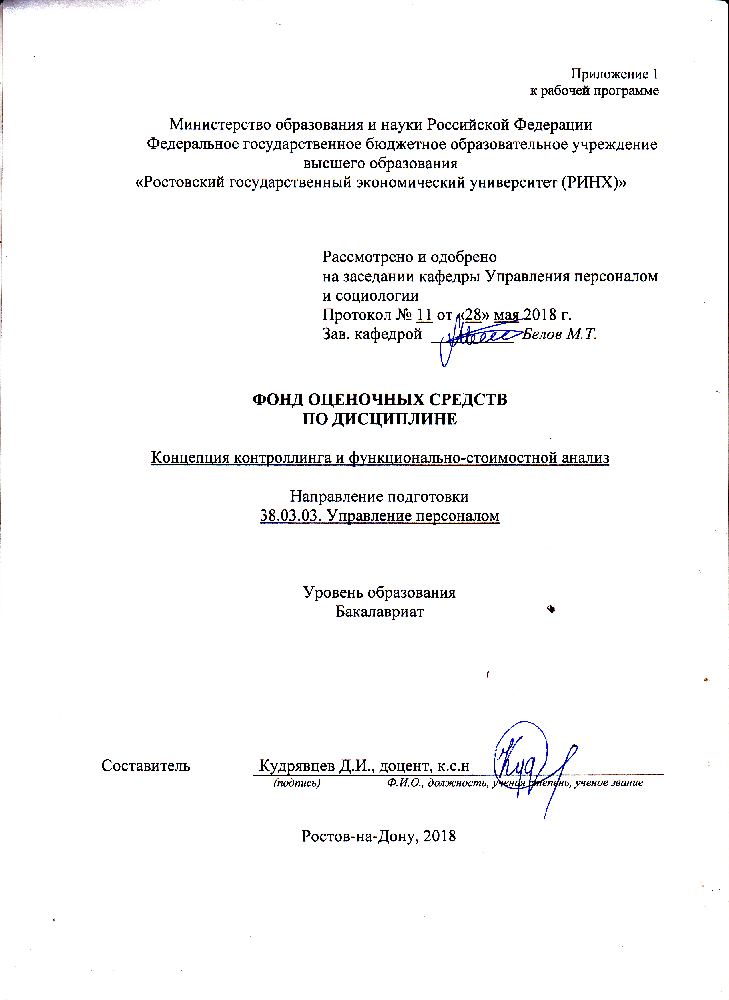 Приложение 1
к рабочей программе
Министерство образования и науки Российской Федерации
Федеральное государственное бюджетное образовательное учреждение
высшего образования
«Ростовский государственный экономический университет (РИНХ)»
Рассмотрено и одобрено
на заседании кафедры Управления персоналом
и социологии
Протокол № 11 от «28» мая 2018 г.
Зав. кафедрой ___________ Белов М.Т.
ФОНД ОЦЕНОЧНЫХ СРЕДСТВ
ПО ДИСЦИПЛИНЕ
Концепция контроллинга и функционально-стоимостной анализ
Направление подготовки
38.03.03. Управление персоналом
Уровень образования
Бакалавриат
Составитель Кудрявцев Д.И., доцент, к.с.н
(подпись) Ф.И.О., должность, ученая степень, ученое звание
Ростов-на-Дону, 2018